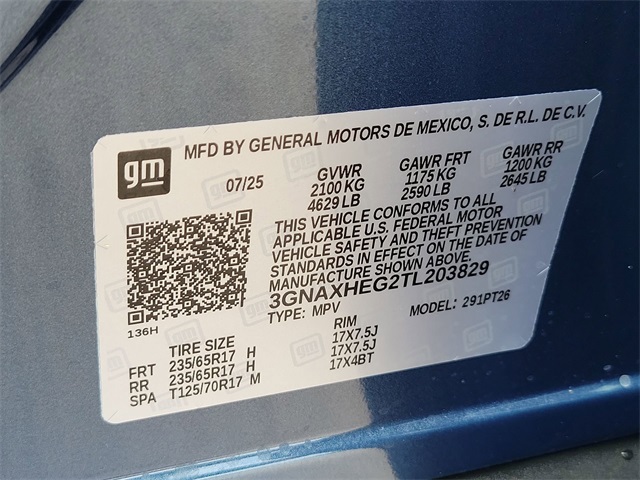 gm
MFD BY GENERAL MOTORS DE MEXICO, S. DE R.L. DE C.V.
07/25 GVWR GAWR FRT GAWR RR
2100 KG 1175 KG 1200 KG
4629 LB 2590 LB 2645 LB
THIS VEHICLE CONFORMS TO ALL
APPLICABLE U.S. FEDERAL MOTOR
VEHICLE SAFETY AND THEFT PREVENTION
STANDARDS IN EFFECT ON THE DATE OF
MANUFACTURE SHOWN ABOVE.
3GNAXHEG2TL203829
TYPE: MPV MODEL: 291PT26
136H
TIRE SIZE RIM
FRT 235/65R17 H 17X7.5J
RR 235/65R17 H 17X7.5J
SPA T125/70R17 M 17X4BT